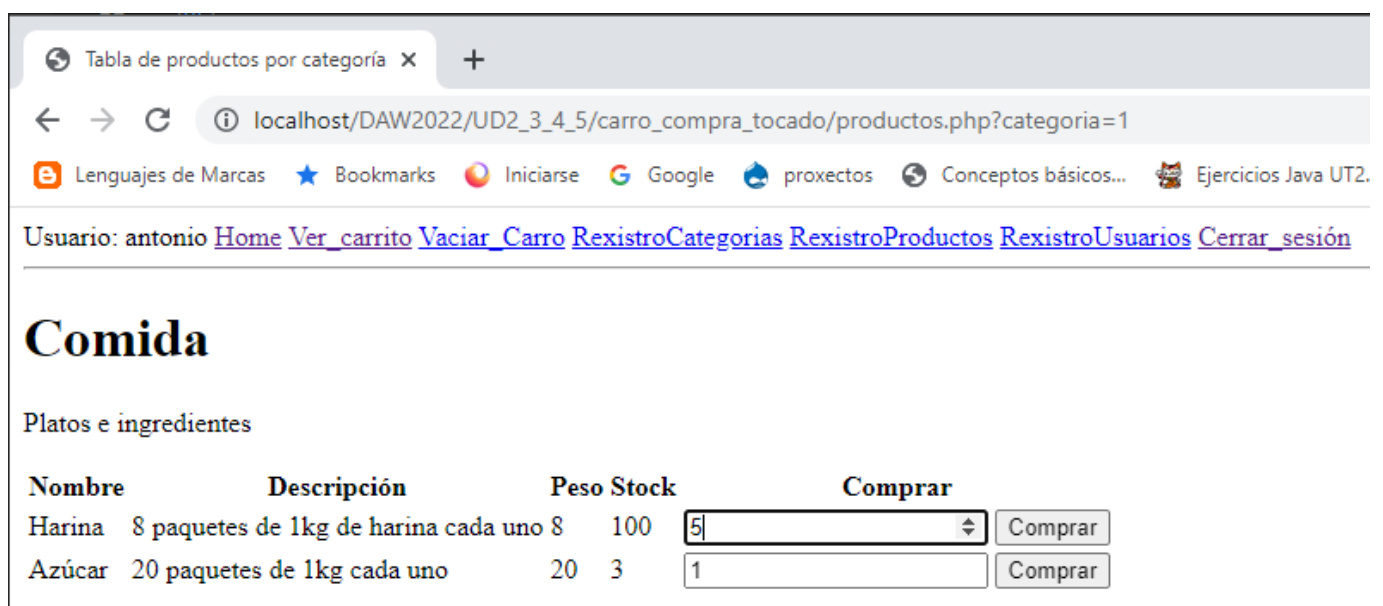 Tabla de productos por categoría
localhost/DAW2022/UD2_3_4_5/carro_compra_tocado/productos.php?categoria=1
Lenguajes de Marcas Bookmarks Iniciarse Google proxectos Conceptos básicos... Ejercicios Java UT2.
Usuario: antonio Home Ver_carrito Vaciar_Carro RexistroCategorias RexistroProductos RexistroUsuarios Cerrar_sesión
Comida
Platos e ingredientes
Nombre Descripción Peso Stock Comprar
Harina 8 paquetes de 1kg de harina cada uno 8 100 5 Comprar
Azúcar 20 paquetes de 1kg cada uno 20 3 1 Comprar